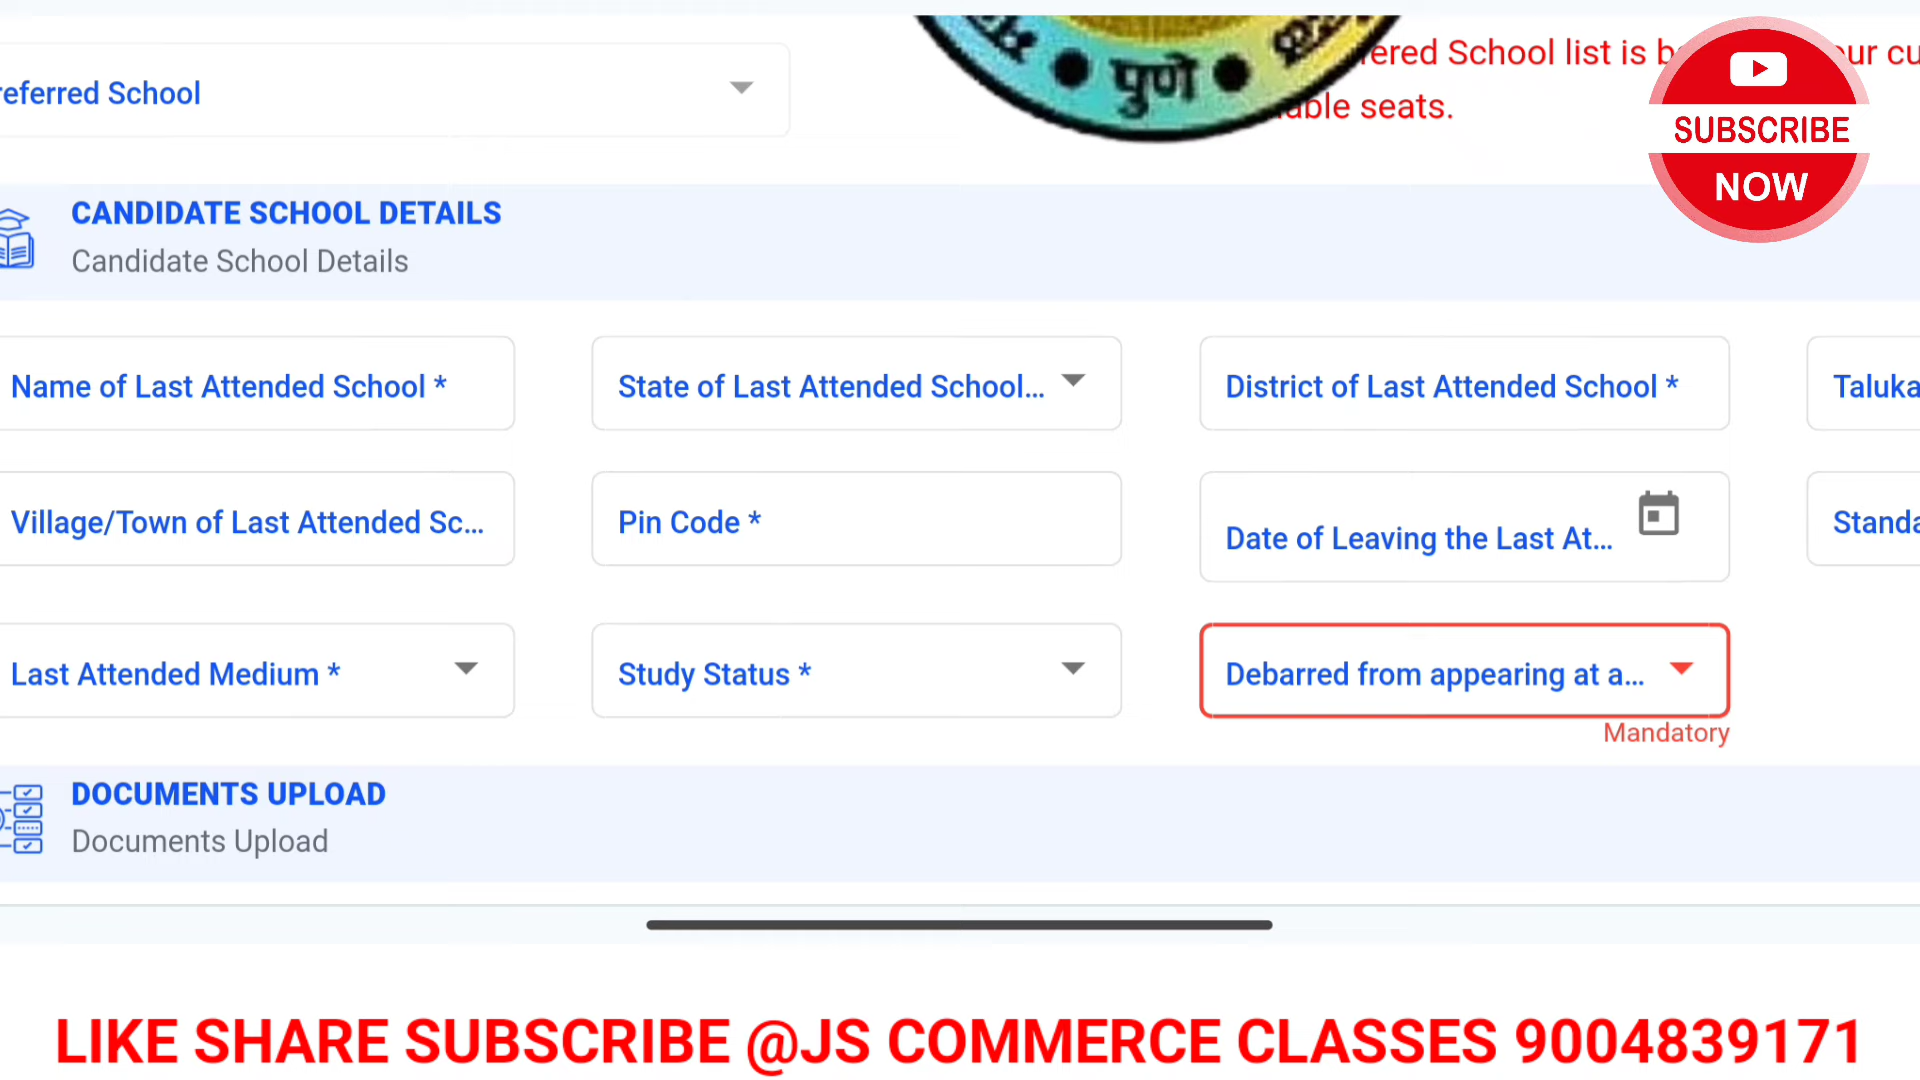 eferred School
पुणे
ered School list is b
ur cu
able seats.
SUBSCRIBE
NOW
CANDIDATE SCHOOL DETAILS
Candidate School Details
Name of Last Attended School *
State of Last Attended School...
District of Last Attended School *
Taluka
Village/Town of Last Attended Sc...
Pin Code *
Date of Leaving the Last At...
Standa
Last Attended Medium *
Study Status *
Debarred from appearing at a...
Mandatory
DOCUMENTS UPLOAD
Documents Upload
LIKE SHARE SUBSCRIBE @JS COMMERCE CLASSES 9004839171